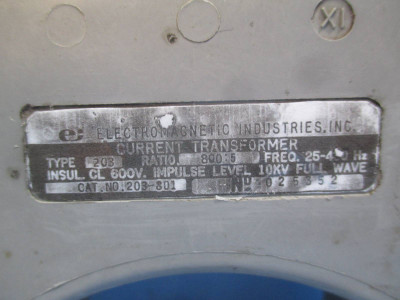 X1
ei ELECTROMAGNETIC INDUSTRIES, INC.
CURRENT TRANSFORMER
TYPE 208 RATIO 800:5 FREQ. 25-400 Hz
INSUL. CL 600V. IMPULSE LEVEL 10KV FULL WAVE
CAT. NO. 208-801